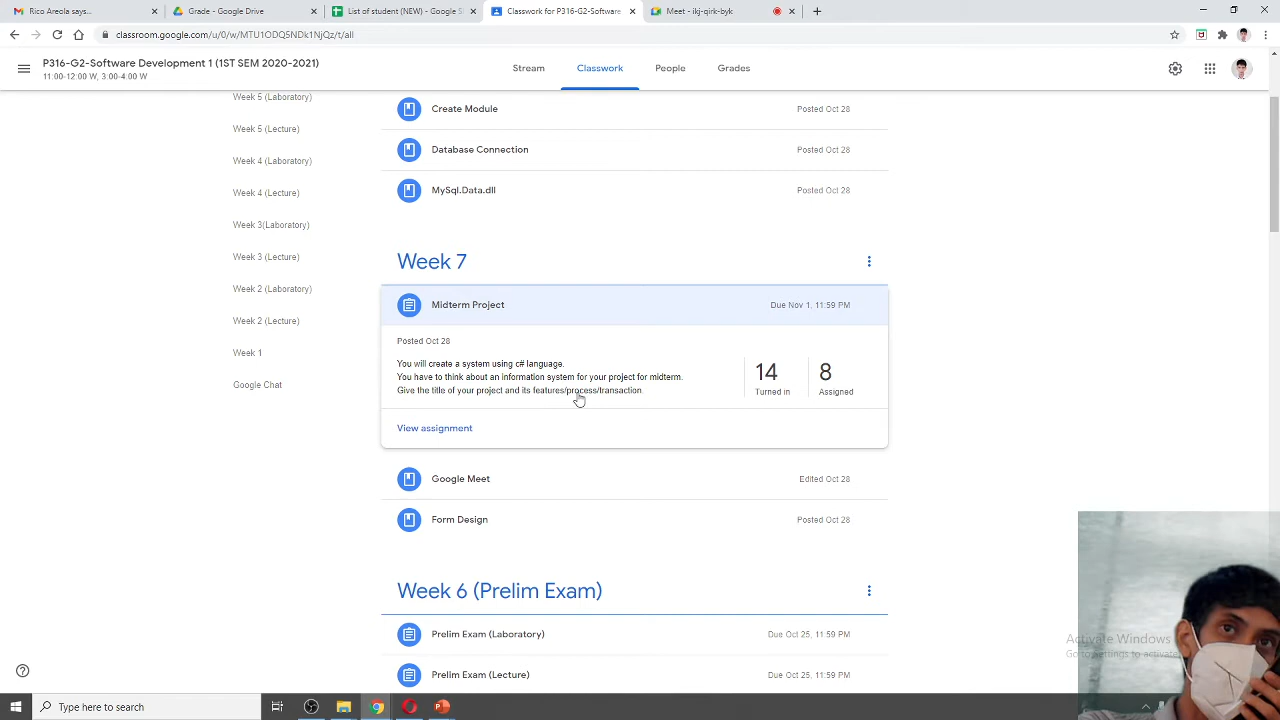 Rico Areola says...
Grade - Google Drive
List of student (NEW) - Google S
Classwork for P316-G2-Software
Meet - ikj-qirk-byk
classroom.google.com/u/0/w/MTU1ODQ5NDk1NjQz/t/all
P316-G2-Software Development 1 (1ST SEM 2020-2021)
11:00-12:00 W, 3:00-4.00 W
Stream
Classwork
People
Grades
Week 5 (Laboratory)
Week 5 (Lecture)
Week 4 (Laboratory)
Week 4 (Lecture)
Week 3(Laboratory)
Week 3 (Lecture)
Week 2 (Laboratory)
Week 2 (Lecture)
Week 1
Google Chat
Create Module Posted Oct 28
Database Connection Posted Oct 28
MySql.Data.dll Posted Oct 28
Week 7
Midterm Project Due Nov 1, 11:59 PM
Posted Oct 28
You will create a system using c# language.
You have to think about an information system for your project for midterm.
Give the title of your project and its features/process/transaction.
14
Turned in
8
Assigned
View assignment
Google Meet Edited Oct 28
Form Design Posted Oct 28
Week 6 (Prelim Exam)
Prelim Exam (Laboratory) Due Oct 25, 11:59 PM
Prelim Exam (Lecture) Due Oct 25, 11:59 PM
Activate Windows
Go to Settings to activate
Type here to search